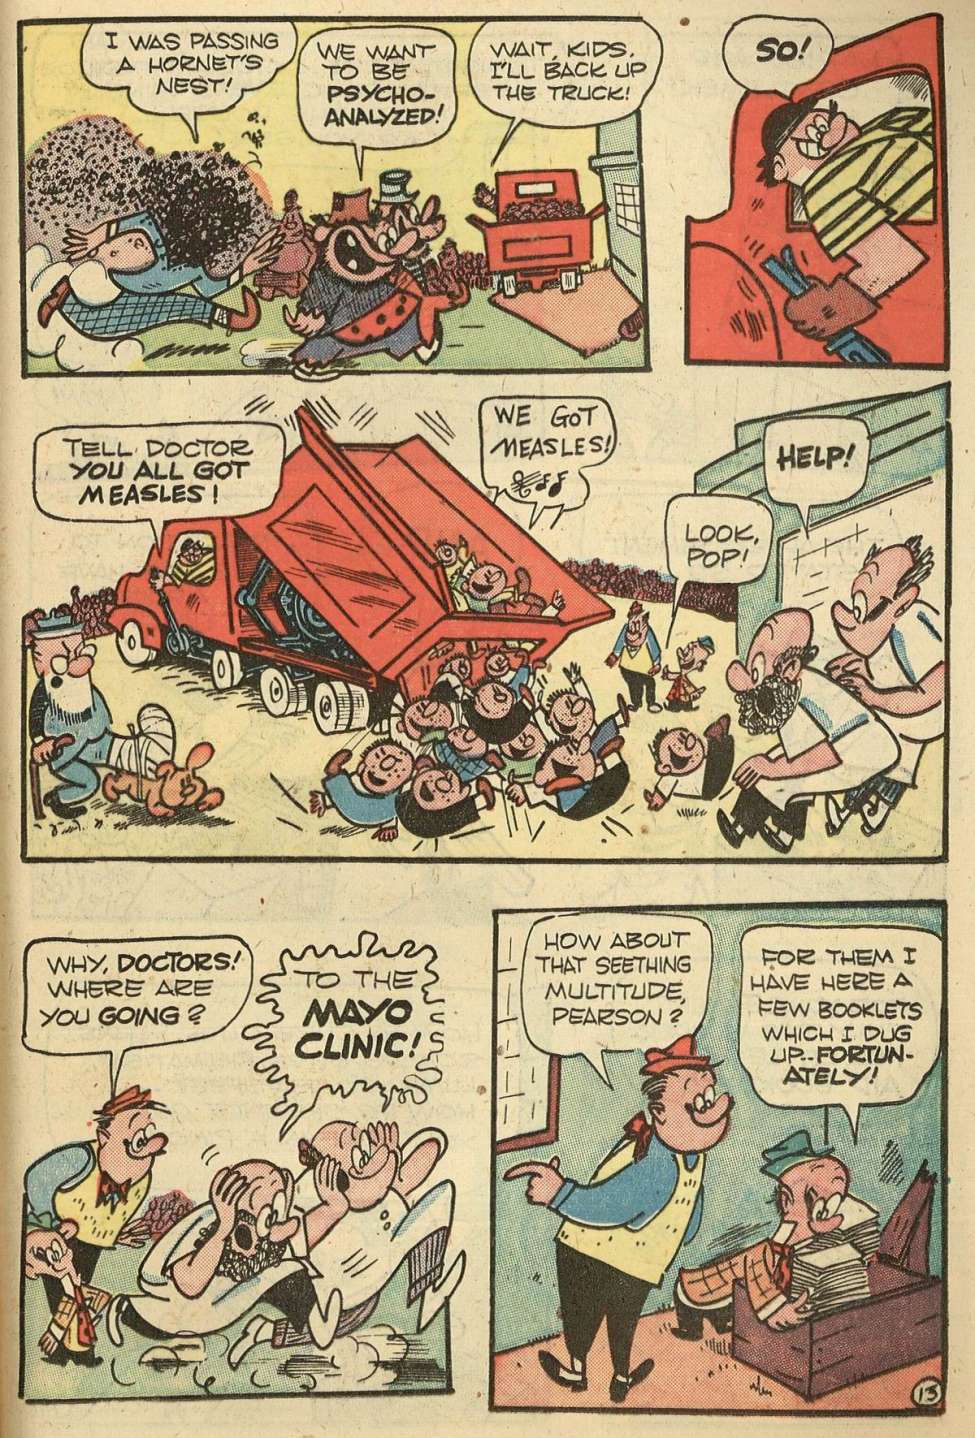 I WAS PASSING
A HORNET'S
NEST!
WE WANT
TO BE
PSYCHO-
ANALYZED!
WAIT, KIDS.
I'LL BACK UP
THE TRUCK!
SO!
TELL DOCTOR
YOU ALL GOT
MEASLES!
WE GOT
MEASLES!
LOOK,
POP!
HELP!
WHY, DOCTORS!
WHERE ARE
YOU GOING?
TO THE
MAYO
CLINIC!
HOW ABOUT
THAT SEETHING
MULTITUDE,
PEARSON?
FOR THEM I
HAVE HERE A
FEW BOOKLETS
WHICH I DUG
UP..FORTUN-
ATELY!
13